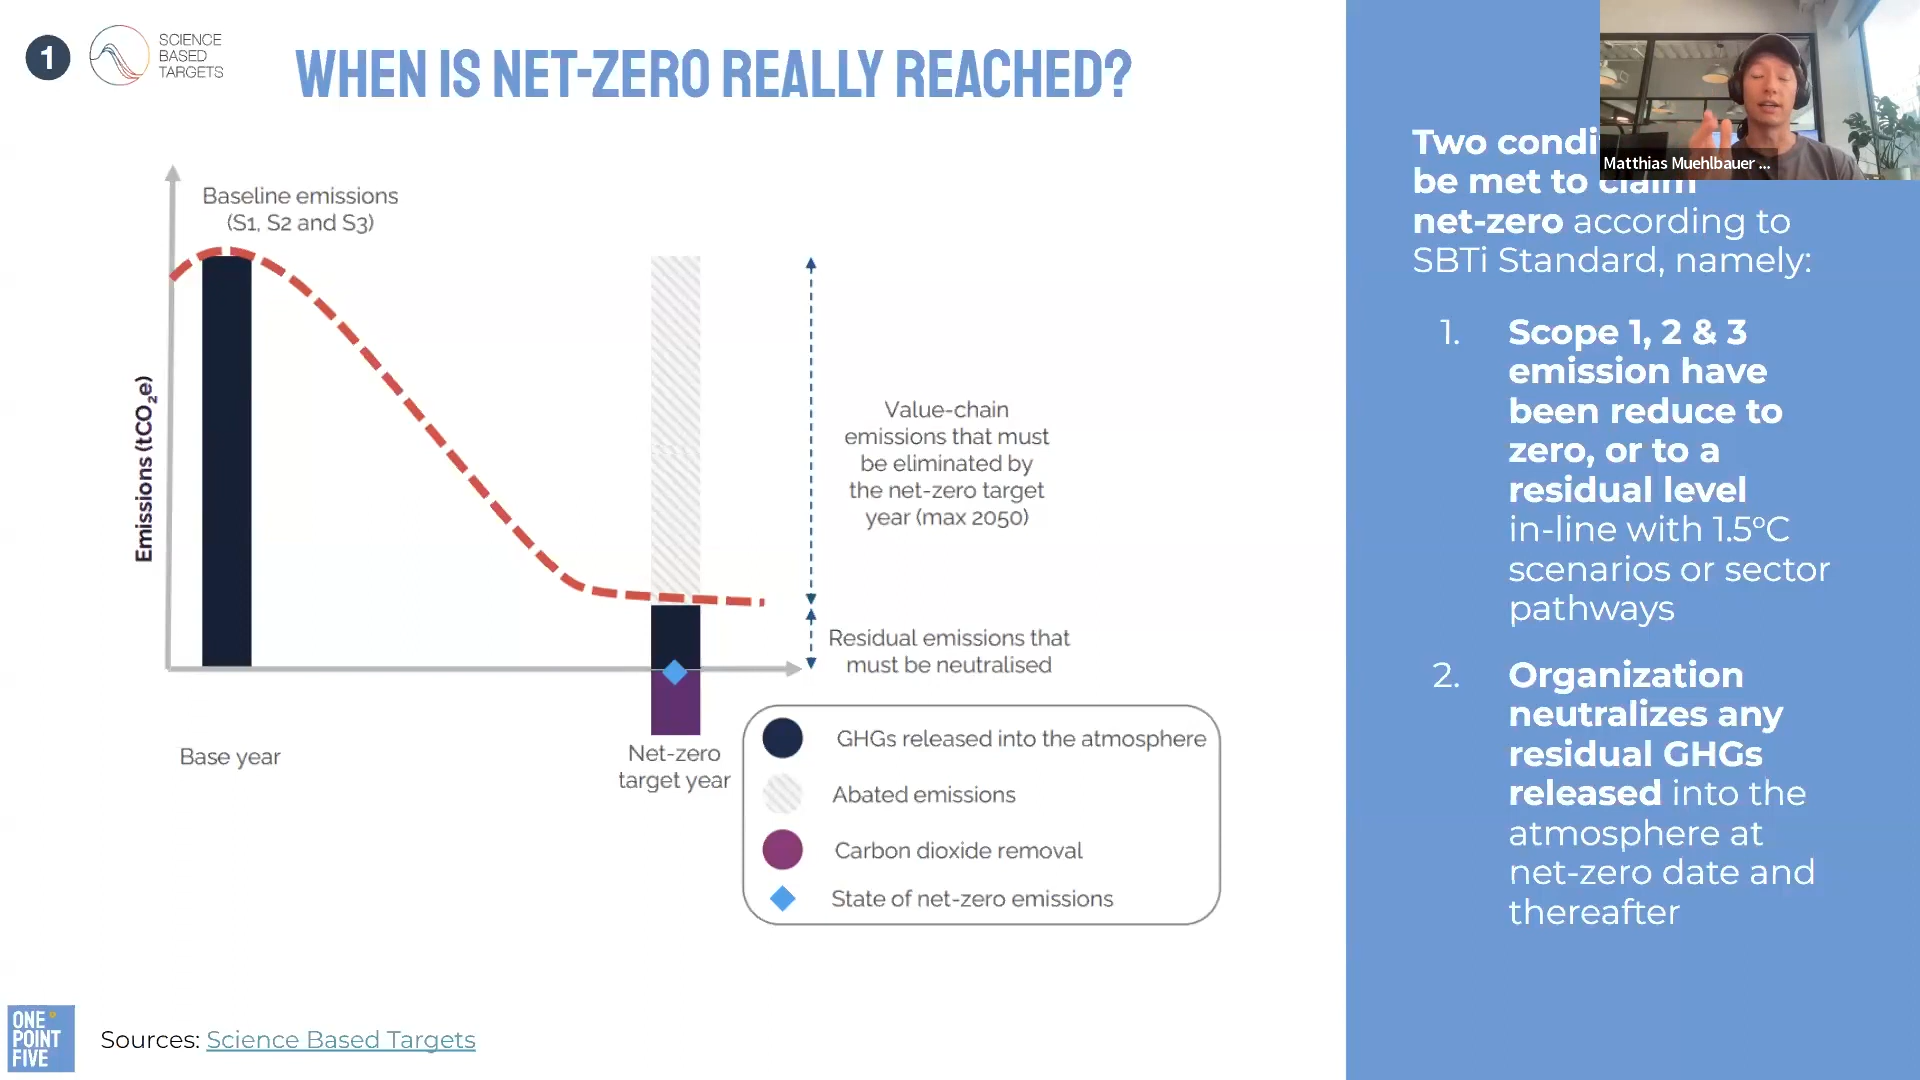 1
SCIENCE
BASED
TARGETS
WHEN IS NET-ZERO REALLY REACHED?
Baseline emissions
(S1, S2 and S3)
Emissions (tCO₂e)
Value-chain
emissions that must
be eliminated by
the net-zero target
year (max 2050)
Residual emissions that
must be neutralised
Base year
Net-zero
target year
GHGs released into the atmosphere
Abated emissions
Carbon dioxide removal
State of net-zero emissions
ONE
POINT
FIVE
Sources: Science Based Targets
Matthias Muehlbauer ...
Two condi
be met to claim
net-zero according to
SBTi Standard, namely:
1. Scope 1, 2 & 3
emission have
been reduce to
zero, or to a
residual level
in-line with 1.5°C
scenarios or sector
pathways
2. Organization
neutralizes any
residual GHGs
released into the
atmosphere at
net-zero date and
thereafter